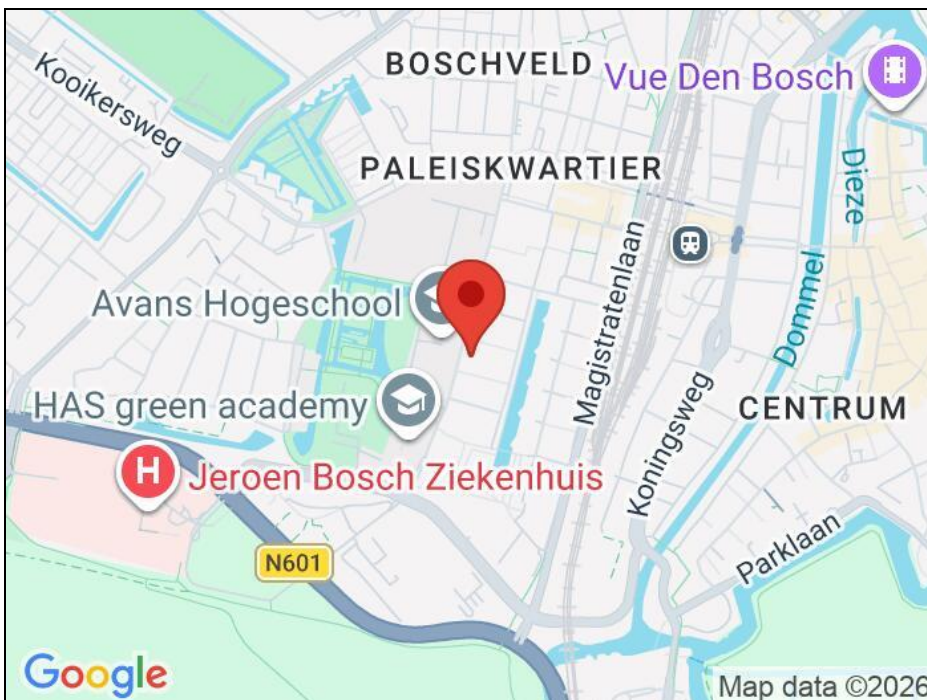 BOSCHVELD
Vue Den Bosch
Kooikersweg
PALEISKWARTIER
Dieze
Magistratenlaan
Avans Hogeschool
Dommel
HAS green academy
CENTRUM
Koningsweg
H
Jeroen Bosch Ziekenhuis
N601
Parklaan
Google
Map data ©2026